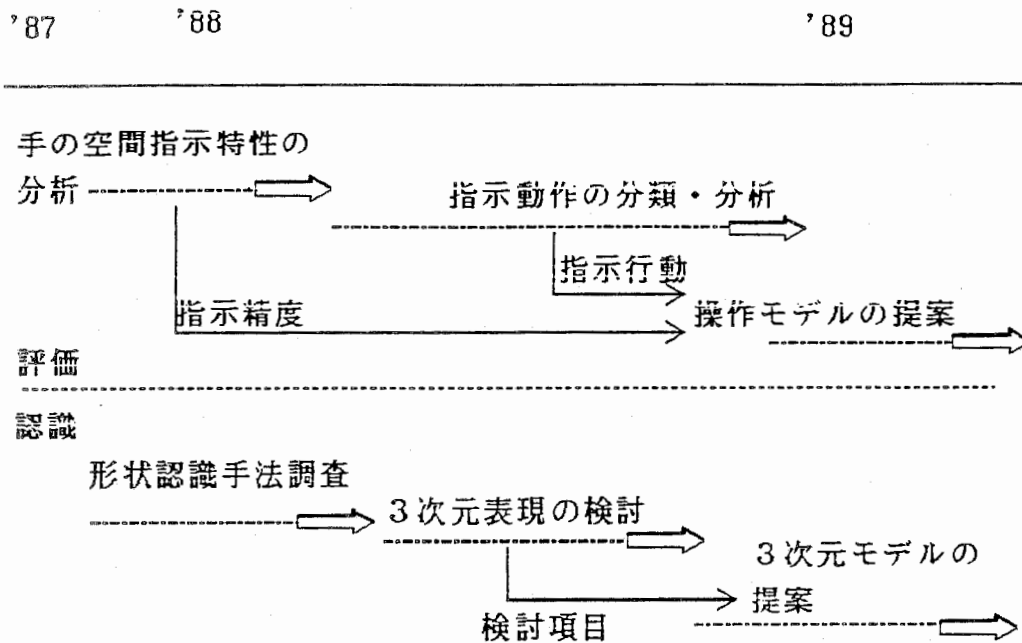 '87 '88 '89
手の空間指示特性の
分析
指示動作の分類・分析
指示行動
指示精度
操作モデルの提案
評価
認識
形状認識手法調査
3次元表現の検討
3次元モデルの
提案
検討項目